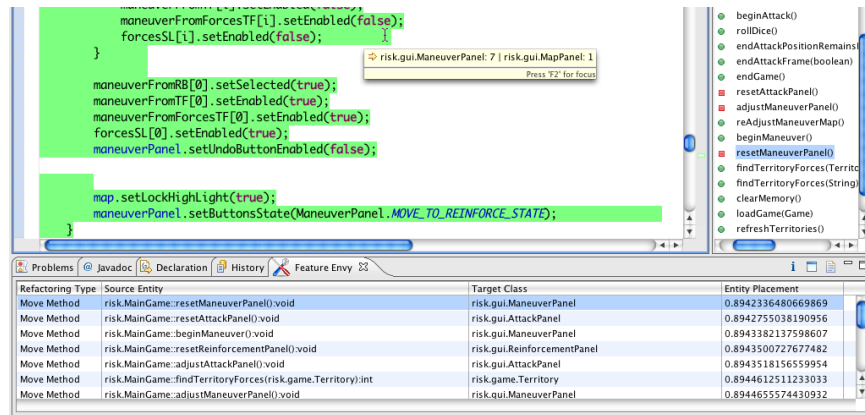 maneuverFromTF[i].setEnabled(false);
maneuverFromForcesTF[i].setEnabled(false);
forcesSL[i].setEnabled(false);
}
risk.gui.ManeuverPanel: 7 | risk.gui.MapPanel: 1
Press 'F2' for focus
maneuverFromRB[0].setSelected(true);
maneuverFromTF[0].setEnabled(true);
maneuverFromForcesTF[0].setEnabled(true);
forcesSL[0].setEnabled(true);
maneuverPanel.setUndoButtonEnabled(false);
map.setLockHighLight(true);
maneuverPanel.setButtonsState(ManeuverPanel.MOVE_TO_REINFORCE_STATE);
}
beginAttack()
rollDice()
endAttackPositionRemains
endAttackFrame(boolean)
endGame()
resetAttackPanel()
adjustManeuverPanel()
reAdjustManeuverMap()
beginManeuver()
resetManeuverPanel()
findTerritoryForces(Territo
findTerritoryForces(String)
clearMemory()
loadGame(Game)
refreshTerritories()
Problems @ Javadoc Declaration History Feature Envy
Refactoring Type Source Entity Target Class Entity Placement
Move Method risk.MainGame::resetManeuverPanel():void risk.gui.ManeuverPanel 0.8942336480669869
Move Method risk.MainGame::resetAttackPanel():void risk.gui.AttackPanel 0.8942755038190956
Move Method risk.MainGame::beginManeuver():void risk.gui.ManeuverPanel 0.8943382137598607
Move Method risk.MainGame::resetReinforcementPanel():void risk.gui.ReinforcementPanel 0.8943500727677482
Move Method risk.MainGame::adjustAttackPanel():void risk.gui.AttackPanel 0.8943518156559954
Move Method risk.MainGame::findTerritoryForces(risk.game.Territory):int risk.game.Territory 0.8944612511233033
Move Method risk.MainGame::adjustManeuverPanel():void risk.gui.ManeuverPanel 0.8944655574430932